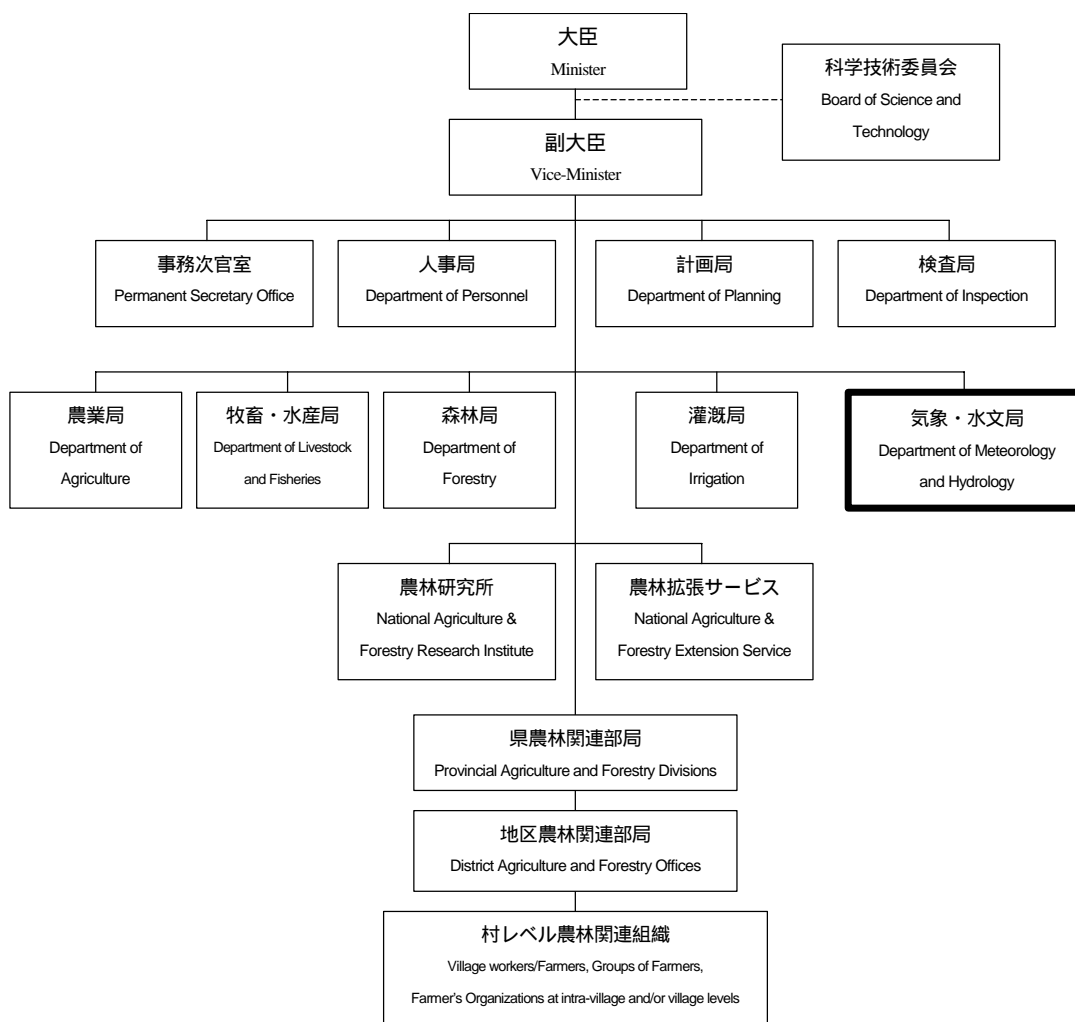 大臣
Minister
科学技術委員会
Board of Science and
Technology
副大臣
Vice-Minister
事務次官室
Permanent Secretary Office
人事局
Department of Personnel
計画局
Department of Planning
検査局
Department of Inspection
農業局
Department of
Agriculture
牧畜・水産局
Department of Livestock
and Fisheries
森林局
Department of
Forestry
灌漑局
Department of
Irrigation
気象・水文局
Department of Meteorology
and Hydrology
農林研究所
National Agriculture &
Forestry Research Institute
農林拡張サービス
National Agriculture &
Forestry Extension Service
県農林関連部局
Provincial Agriculture and Forestry Divisions
地区農林関連部局
District Agriculture and Forestry Offices
村レベル農林関連組織
Village workers/Farmers, Groups of Farmers,
Farmer's Organizations at intra-village and/or village levels